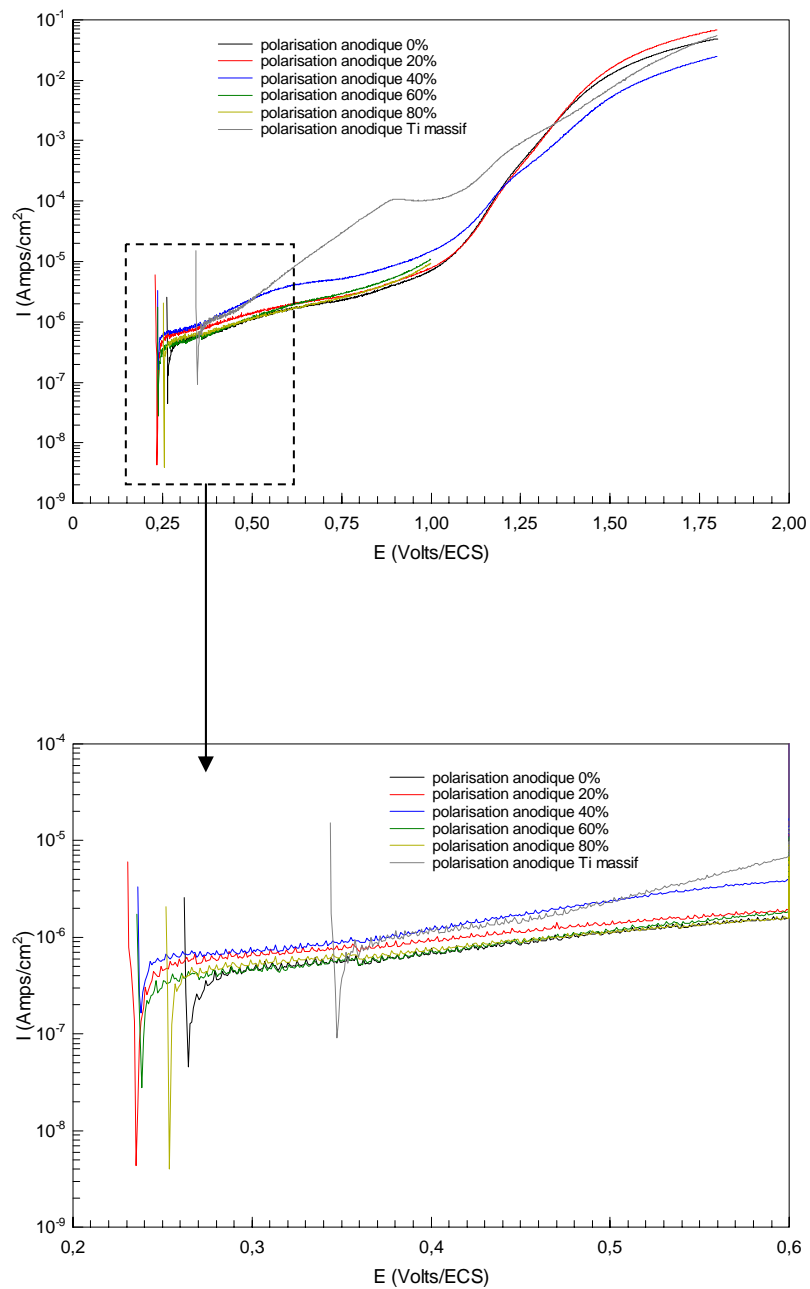 10-1
10-2
10-3
10-4
10-5
10-6
10-7
10-8
10-9
I (Amps/cm2)
polarisation anodique 0%
polarisation anodique 20%
polarisation anodique 40%
polarisation anodique 60%
polarisation anodique 80%
polarisation anodique Ti massif
0 0,25 0,50 0,75 1,00 1,25 1,50 1,75 2,00
E (Volts/ECS)
10-4
10-5
10-6
10-7
10-8
10-9
I (Amps/cm2)
polarisation anodique 0%
polarisation anodique 20%
polarisation anodique 40%
polarisation anodique 60%
polarisation anodique 80%
polarisation anodique Ti massif
0,2 0,3 0,4 0,5 0,6
E (Volts/ECS)